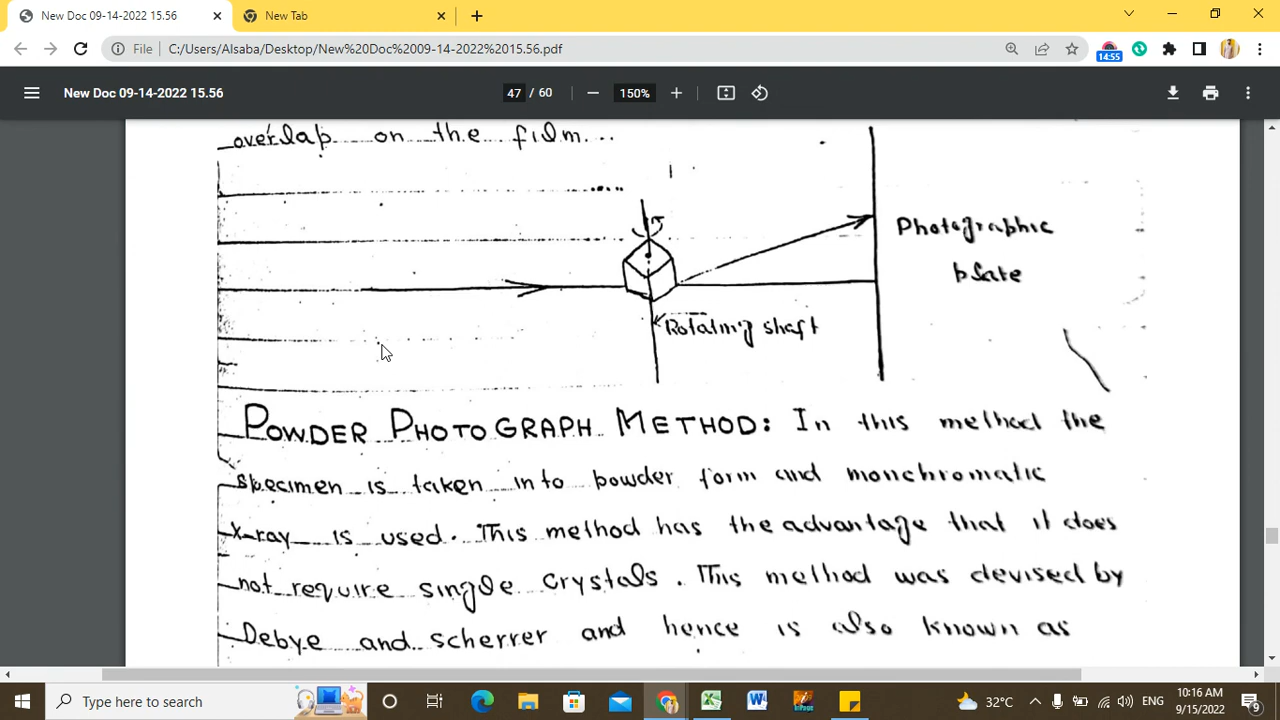 New Doc 09-14-2022 15.56
New Tab
File
C:/Users/Alsaba/Desktop/New%20Doc%2009-14-2022%2015.56.pdf
14:55
New Doc 09-14-2022 15.56
47 / 60
150%
overlap on the film...
Photographic
plate
Rotating shaft
POWDER PHOTOGRAPH METHOD: In this method the
specimen is taken into powder form and monochromatic
X-ray is used. This method has the advantage that it does
not require single crystals. This method was devised by
Debye and scherrer and hence is also known as
Type here to search
32°C
ENG
10:16 AM
9/15/2022
9